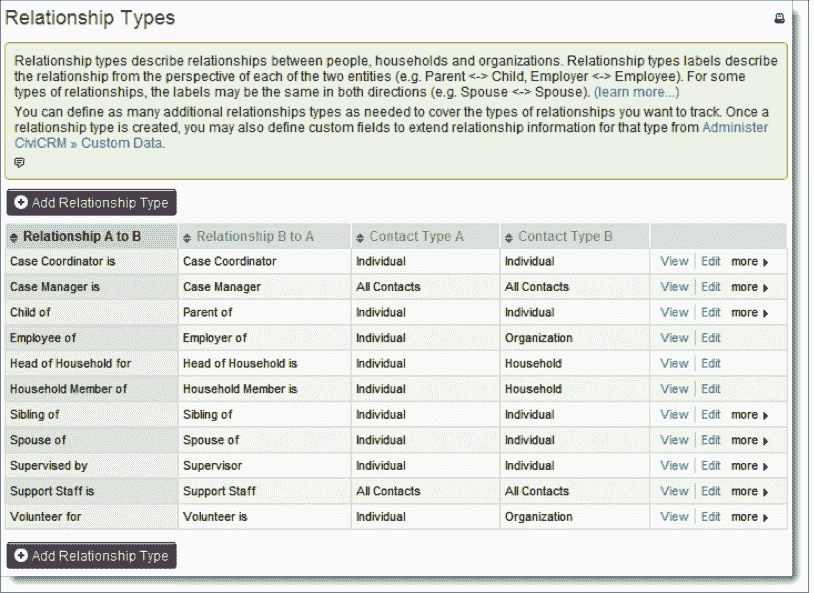 Relationship Types
Relationship types describe relationships between people, households and organizations. Relationship types labels describe
the relationship from the perspective of each of the two entities (e.g. Parent <-> Child, Employer <-> Employee). For some
types of relationships, the labels may be the same in both directions (e.g. Spouse <-> Spouse). (learn more...)
You can define as many additional relationships types as needed to cover the types of relationships you want to track. Once a
relationship type is created, you may also define custom fields to extend relationship information for that type from Administer
CiviCRM » Custom Data.
Add Relationship Type
Relationship A to B Relationship B to A Contact Type A Contact Type B
Case Coordinator is Case Coordinator Individual Individual View Edit more
Case Manager is Case Manager All Contacts All Contacts View Edit more
Child of Parent of Individual Individual View Edit more
Employee of Employer of Individual Organization View Edit
Head of Household for Head of Household is Individual Household View Edit
Household Member of Household Member is Individual Household View Edit
Sibling of Sibling of Individual Individual View Edit more
Spouse of Spouse of Individual Individual View Edit more
Supervised by Supervisor Individual Individual View Edit more
Support Staff is Support Staff All Contacts All Contacts View Edit more
Volunteer for Volunteer is Individual Organization View Edit more
Add Relationship Type